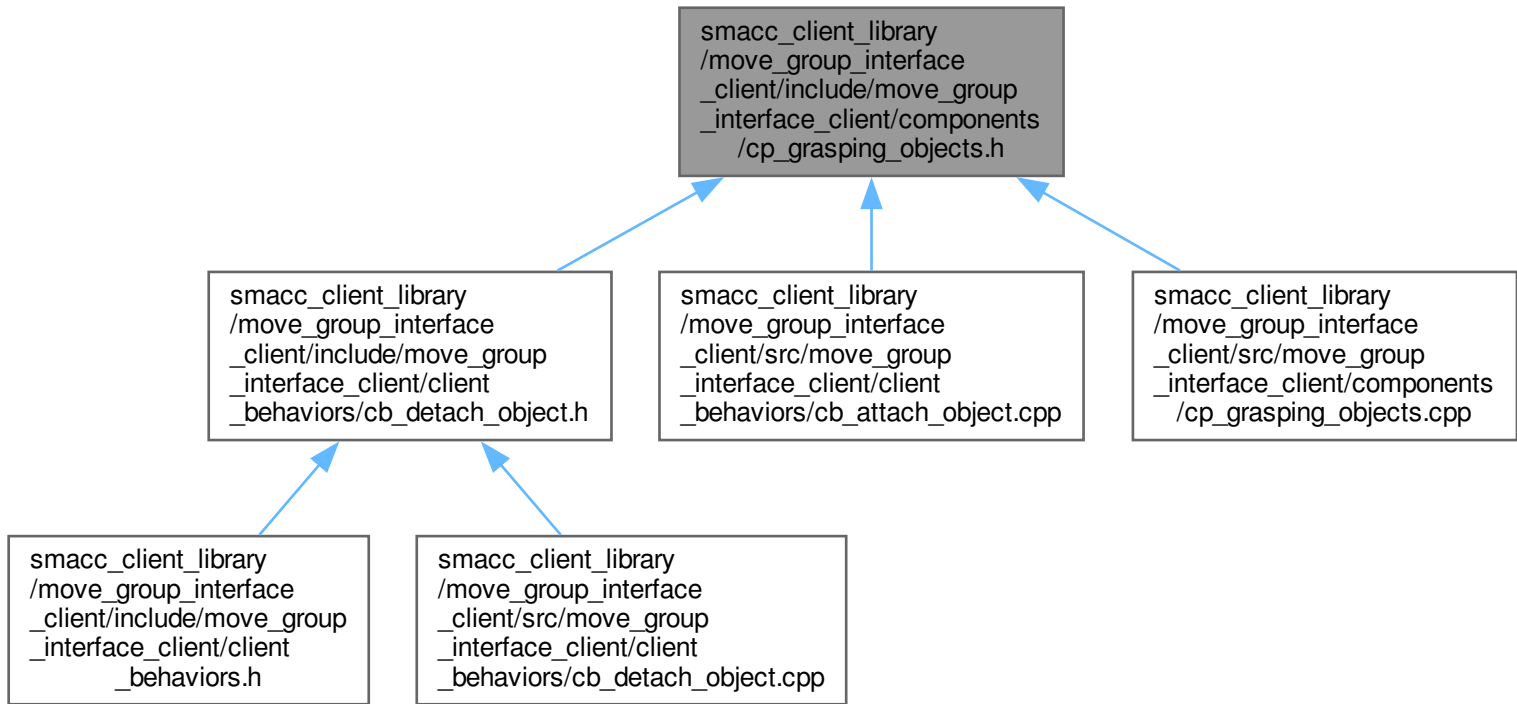 smacc_client_library
/move_group_interface
_client/include/move_group
_interface_client/components
/cp_grasping_objects.h
smacc_client_library
/move_group_interface
_client/include/move_group
_interface_client/client
_behaviors/cb_detach_object.h
smacc_client_library
/move_group_interface
_client/src/move_group
_interface_client/client
_behaviors/cb_attach_object.cpp
smacc_client_library
/move_group_interface
_client/src/move_group
_interface_client/components
/cp_grasping_objects.cpp
smacc_client_library
/move_group_interface
_client/include/move_group
_interface_client/client
_behaviors.h
smacc_client_library
/move_group_interface
_client/src/move_group
_interface_client/client
_behaviors/cb_detach_object.cpp